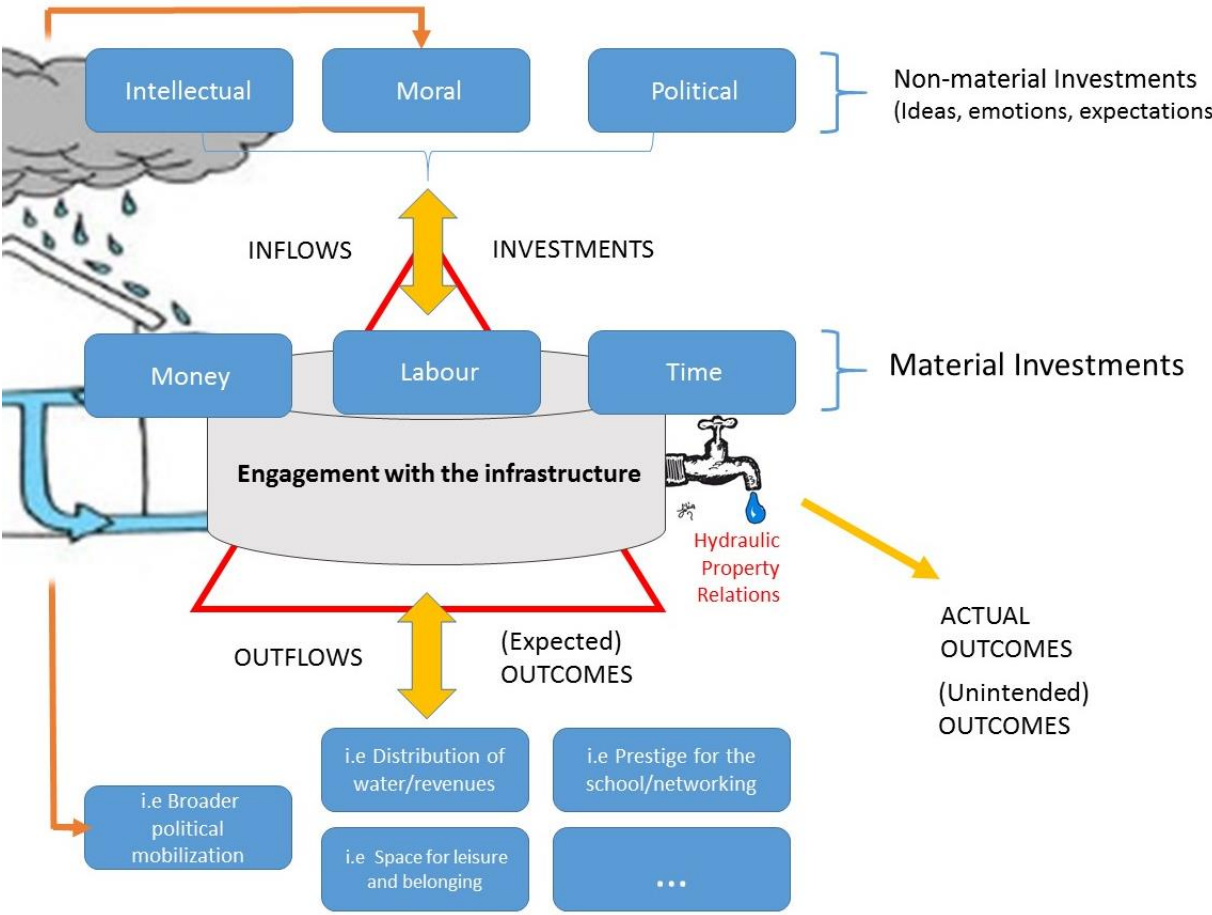 Intellectual
Moral
Political
Non-material Investments
(Ideas, emotions, expectations
INFLOWS
INVESTMENTS
Money
Labour
Time
Material Investments
Engagement with the infrastructure
Hydraulic
Property
Relations
OUTFLOWS
(Expected)
OUTCOMES
ACTUAL
OUTCOMES
(Unintended)
OUTCOMES
i.e Distribution of
water/revenues
i.e Prestige for the
school/networking
i.e Broader
political
mobilization
i.e Space for leisure
and belonging
...